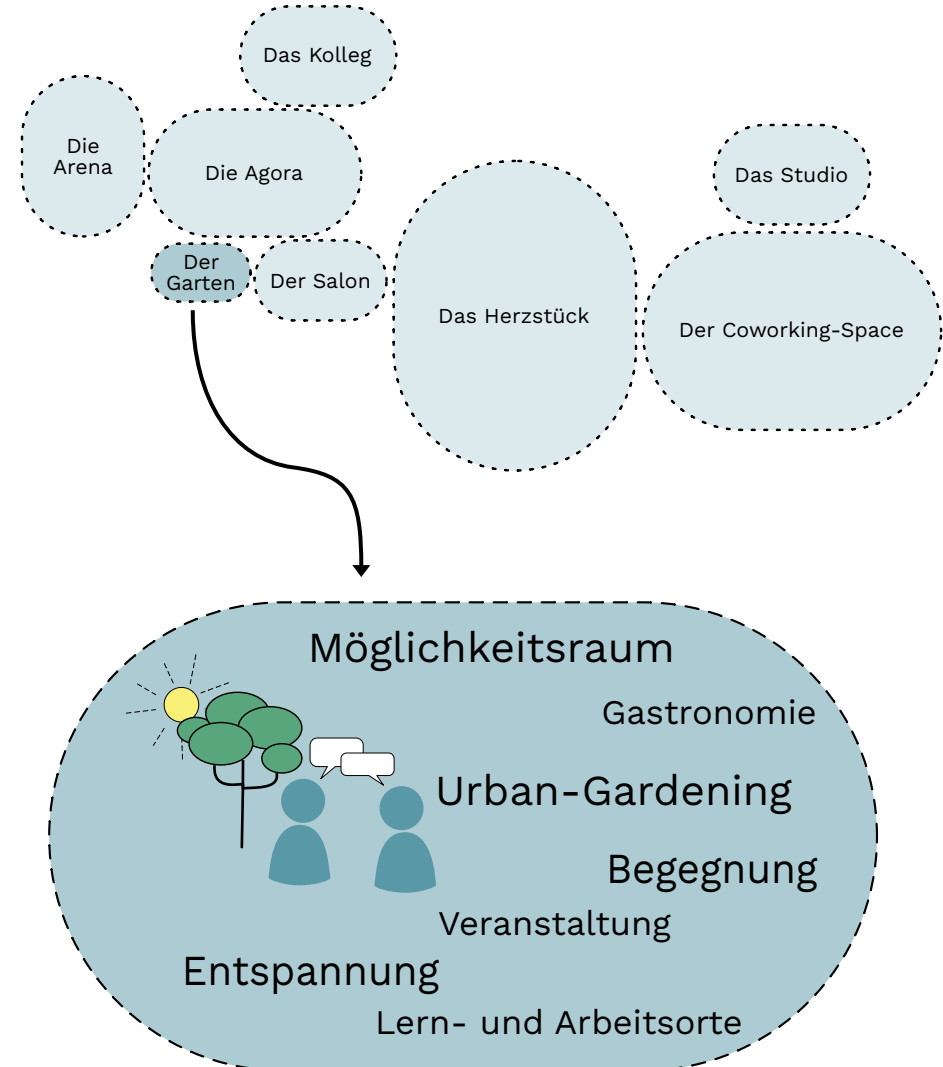 Das Kolleg
Die
Arena
Die Agora
Das Studio
Der
Garten
Der Salon
Das Herzstück
Der Coworking-Space
Möglichkeitsraum
Gastronomie
Urban-Gardening
Begegnung
Veranstaltung
Entspannung
Lern- und Arbeitsorte